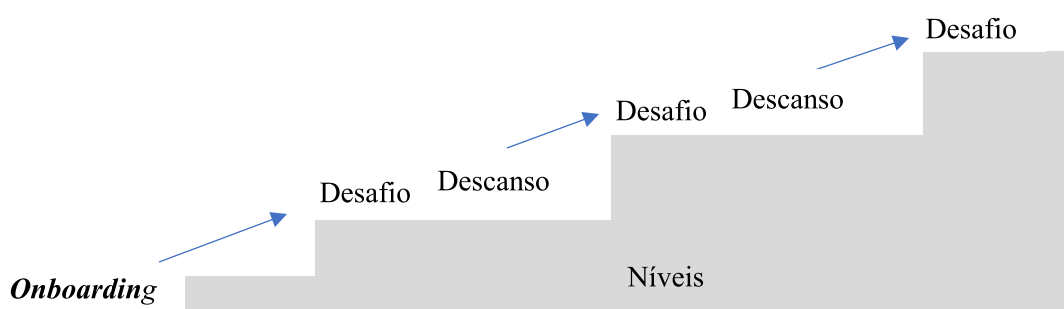 Desafio
Desafio Descanso
Desafio Descanso
Onboarding
Níveis